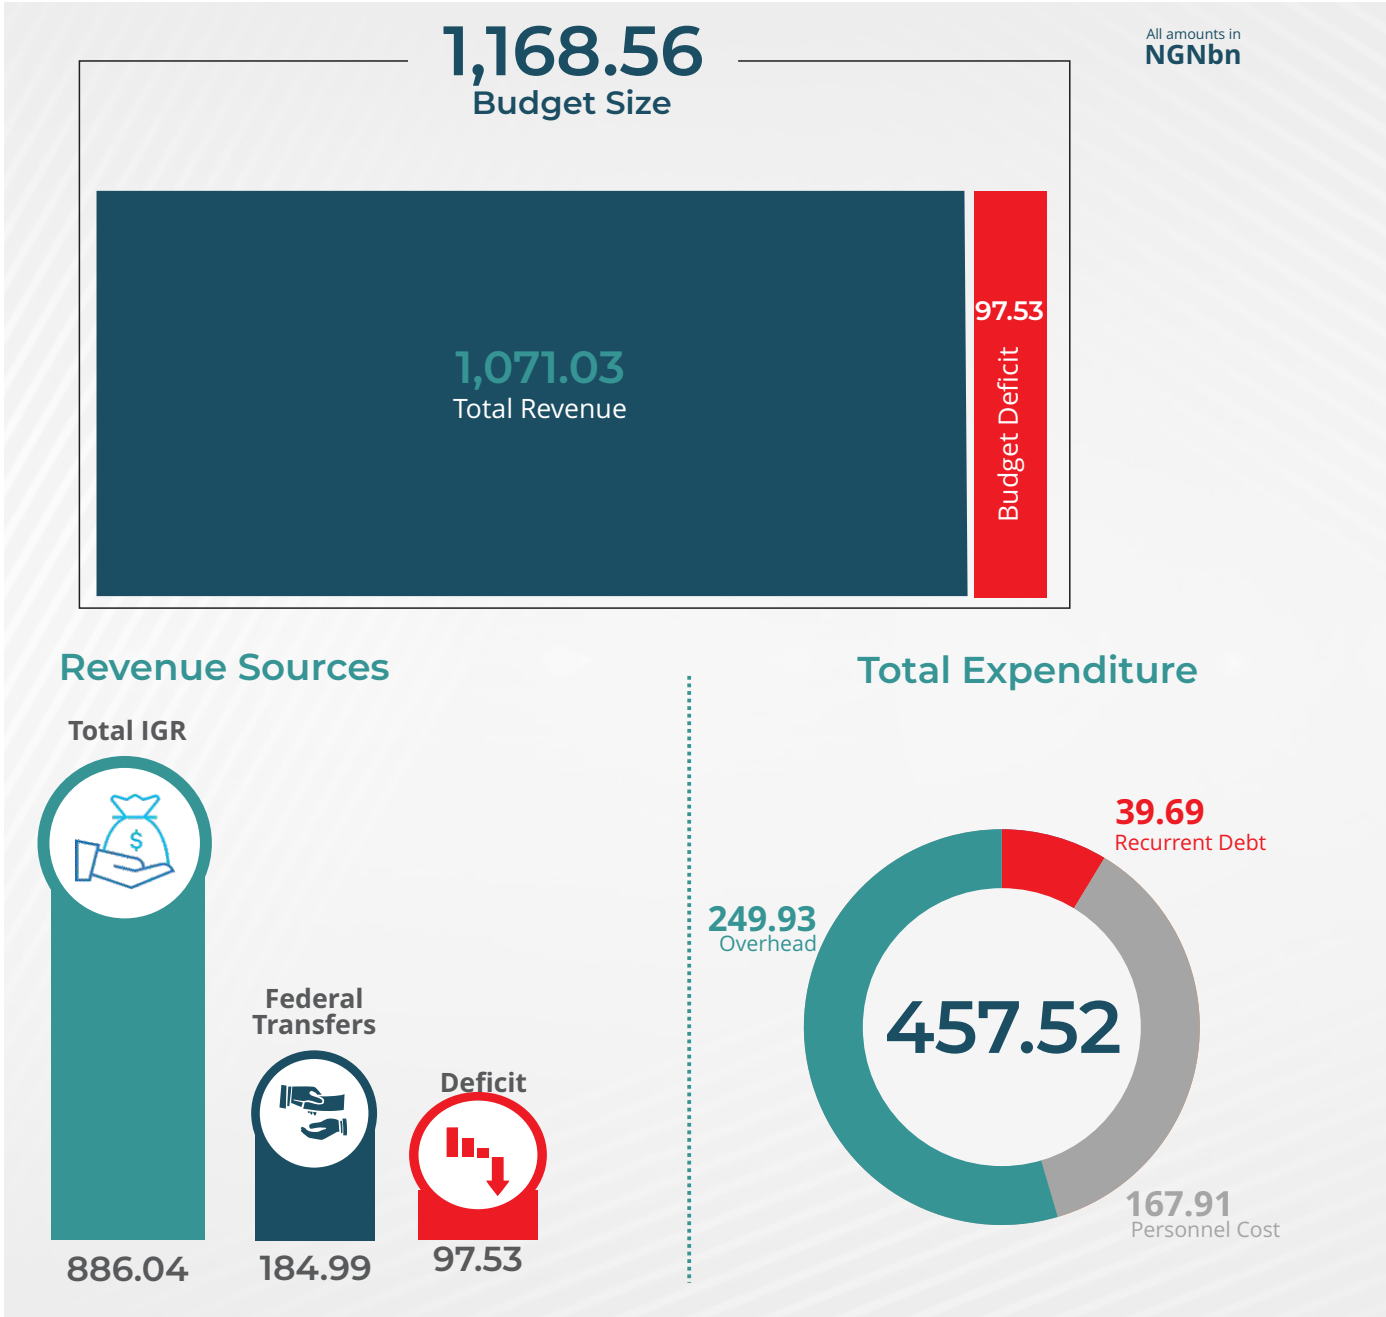 1,168.56
Budget Size
All amounts in
NGNbn
1,071.03
Total Revenue
97.53
Budget Deficit
Revenue Sources
Total IGR
$
886.04
Federal
Transfers
184.99
Deficit
97.53
Total Expenditure
39.69
Recurrent Debt
249.93
Overhead
457.52
167.91
Personnel Cost